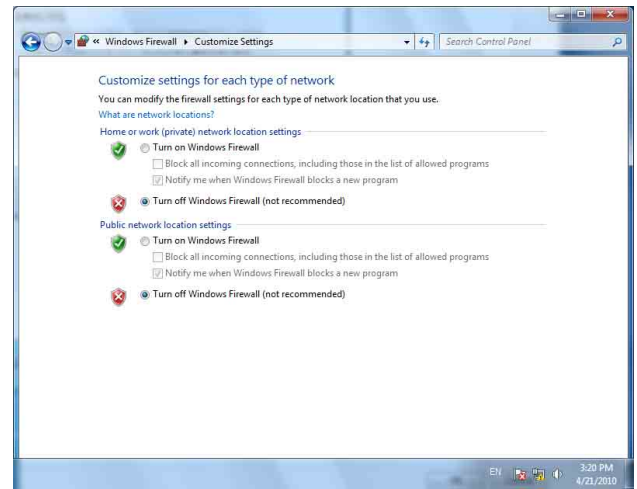 « Windows Firewall ▸ Customize Settings
Search Control Panel
Customize settings for each type of network
You can modify the firewall settings for each type of network location that you use.
What are network locations?
Home or work (private) network location settings
Turn on Windows Firewall
Block all incoming connections, including those in the list of allowed programs
Notify me when Windows Firewall blocks a new program
Turn off Windows Firewall (not recommended)
Public network location settings
Turn on Windows Firewall
Block all incoming connections, including those in the list of allowed programs
Notify me when Windows Firewall blocks a new program
Turn off Windows Firewall (not recommended)
EN
3:20 PM
4/21/2010